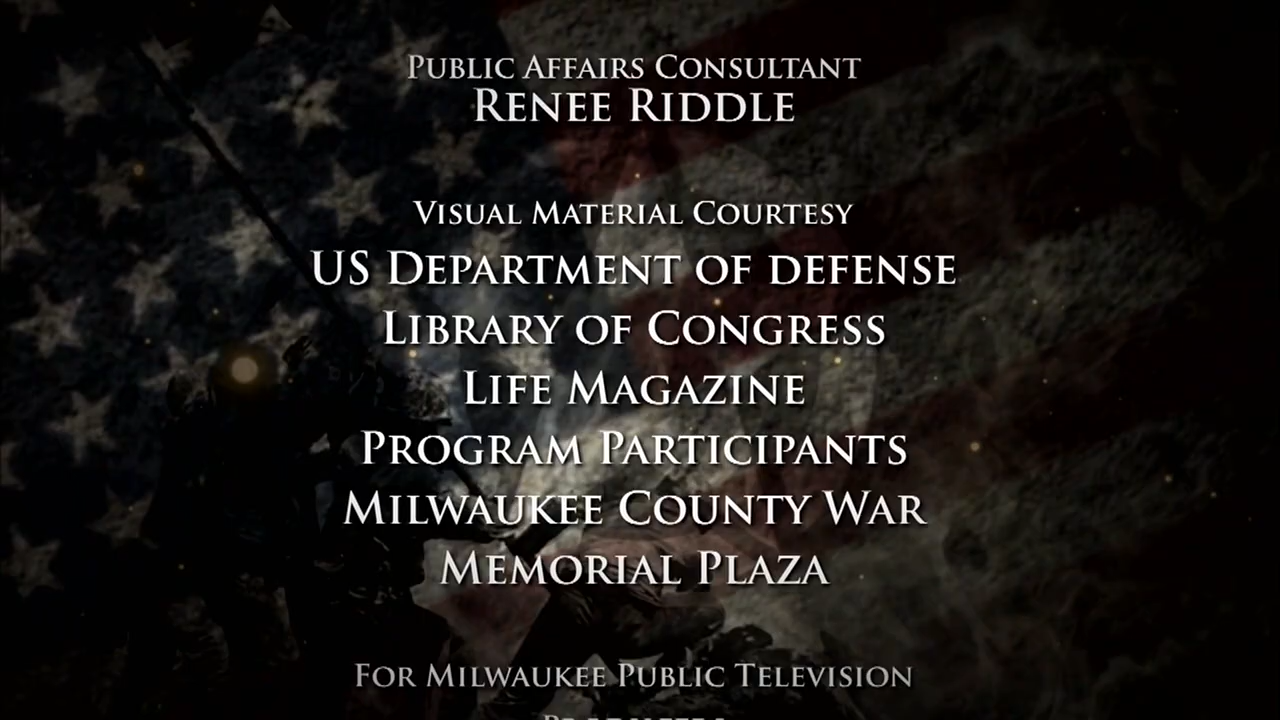 Public Affairs Consultant
Renee Riddle
Visual Material Courtesy
US Department of defense
Library of Congress
Life Magazine
Program Participants
Milwaukee County War
Memorial Plaza
For Milwaukee Public Television